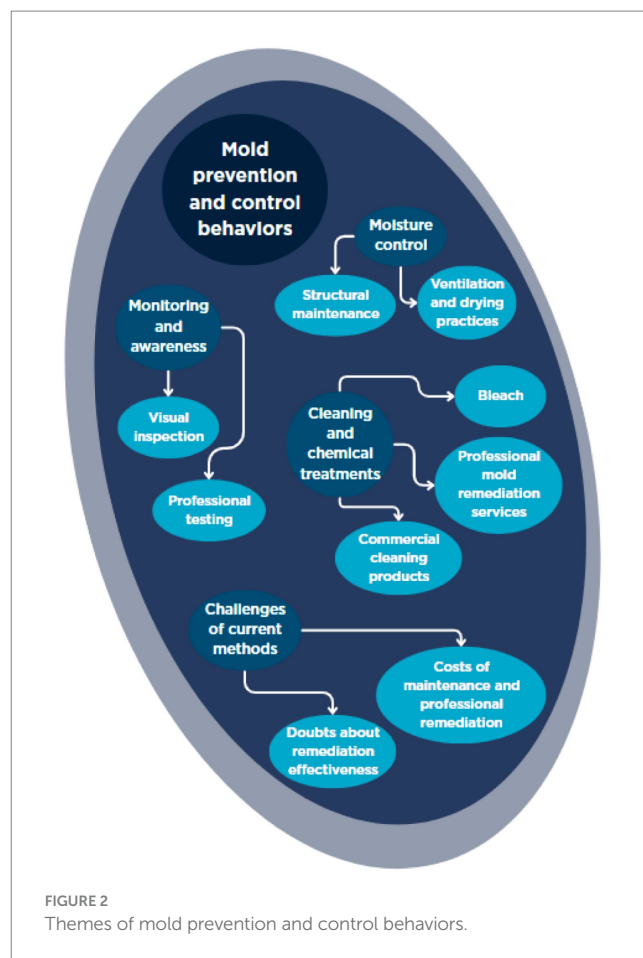 Mold
prevention
and control
behaviors
Moisture
control
Structural
maintenance
Ventilation
and drying
practices
Monitoring
and
awareness
Visual
inspection
Professional
testing
Cleaning
and
chemical
treatments
Bleach
Professional
mold
remediation
services
Commercial
cleaning
products
Challenges
of current
methods
Costs of
maintenance and
professional
remediation
Doubts about
remediation
effectiveness
FIGURE 2
Themes of mold prevention and control behaviors.